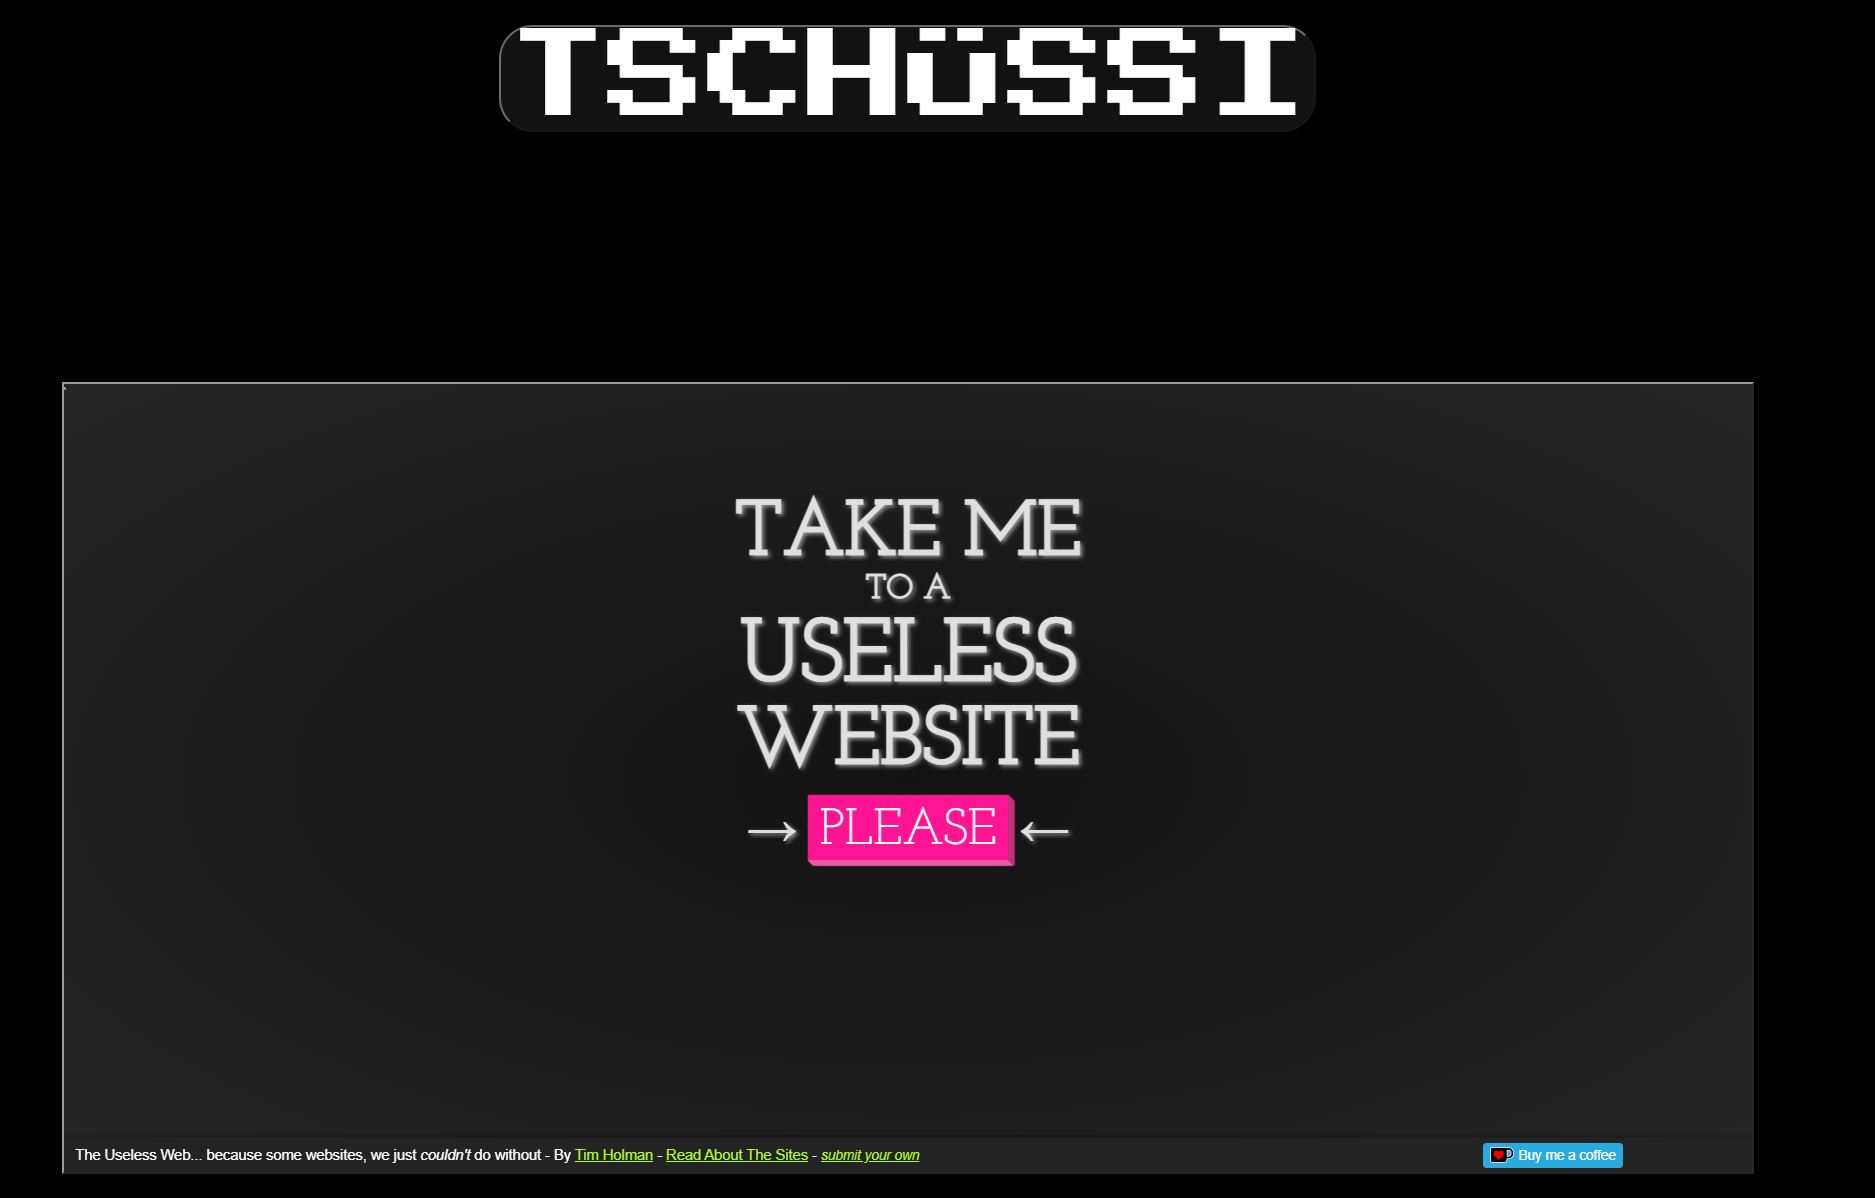 TSCHüSSI
TAKE ME
TO A
USELESS
WEBSITE
→ PLEASE ←
The Useless Web... because some websites, we just couldn't do without - By Tim Holman - Read About The Sites - submit your own
Buy me a coffee